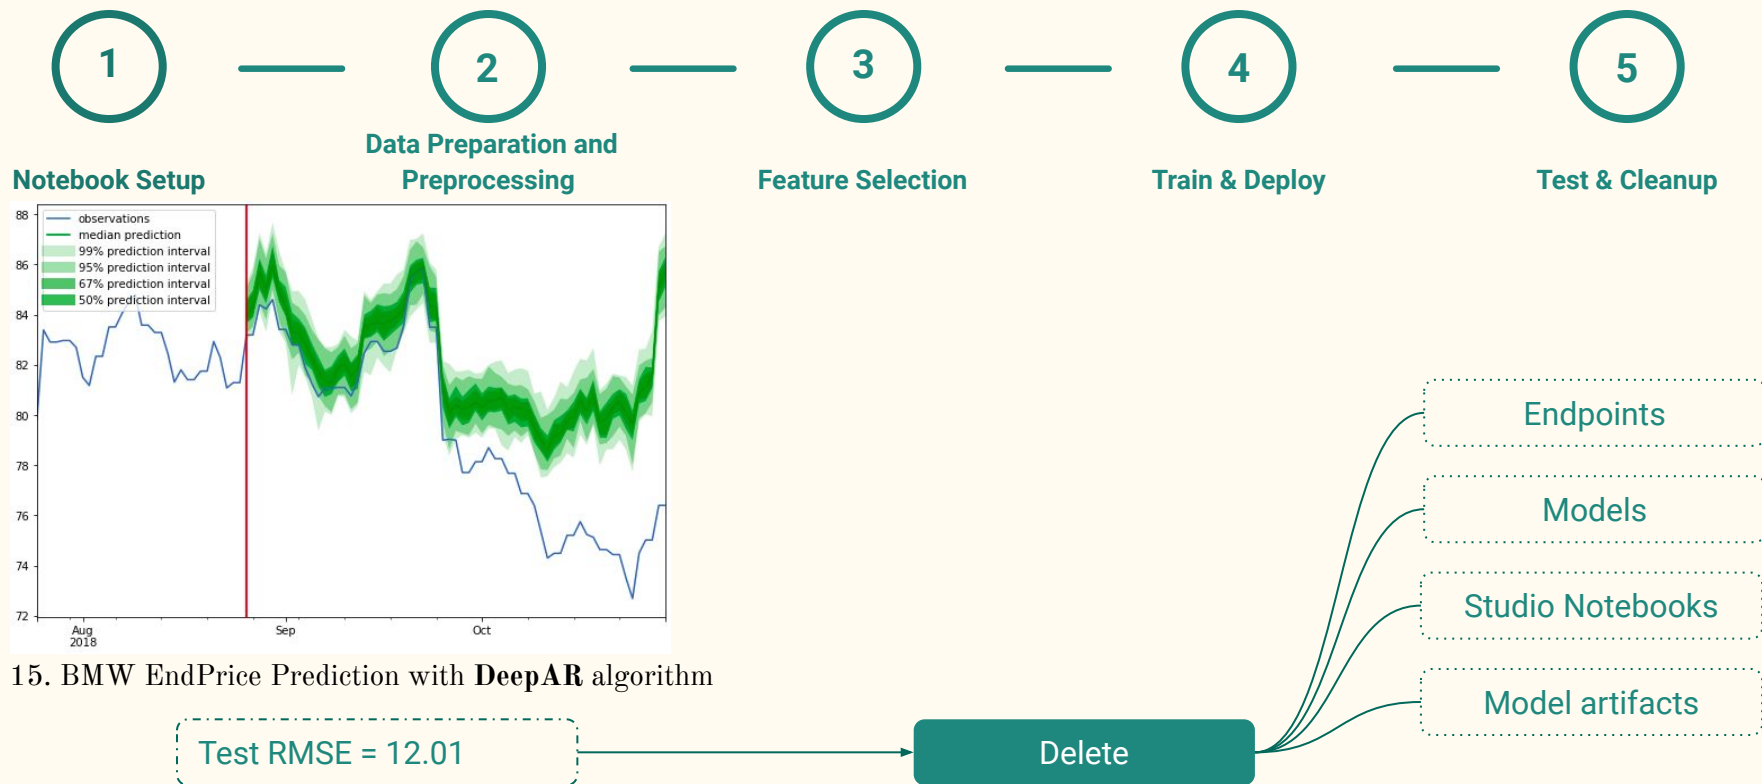 1
2
3
4
5
Notebook Setup
Data Preparation and
Preprocessing
Feature Selection
Train & Deploy
Test & Cleanup
observations
median prediction
99% prediction interval
95% prediction interval
67% prediction interval
50% prediction interval
88
86
84
82
80
78
76
74
72
Aug
2018
Sep
Oct
15. BMW EndPrice Prediction with DeepAR algorithm
Test RMSE = 12.01
Delete
Endpoints
Models
Studio Notebooks
Model artifacts